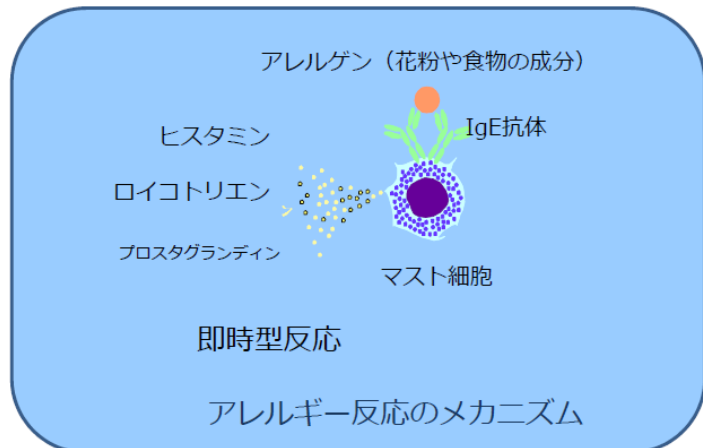 アレルゲン（花粉や食物の成分）
IgE抗体
ヒスタミン
ロイコトリエン
プロスタグランディン
マスト細胞
即時型反応
アレルギー反応のメカニズム